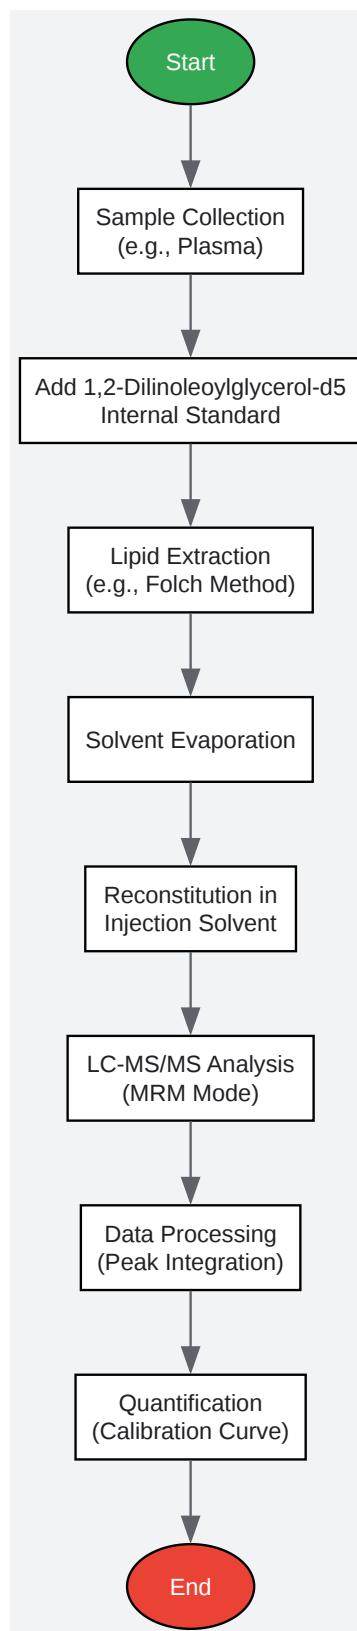 Start
Sample Collection
(e.g., Plasma)
Add 1,2-Dilinoleoylglycerol-d5
Internal Standard
Lipid Extraction
(e.g., Folch Method)
Solvent Evaporation
Reconstitution in
Injection Solvent
LC-MS/MS Analysis
(MRM Mode)
Data Processing
(Peak Integration)
Quantification
(Calibration Curve)
End